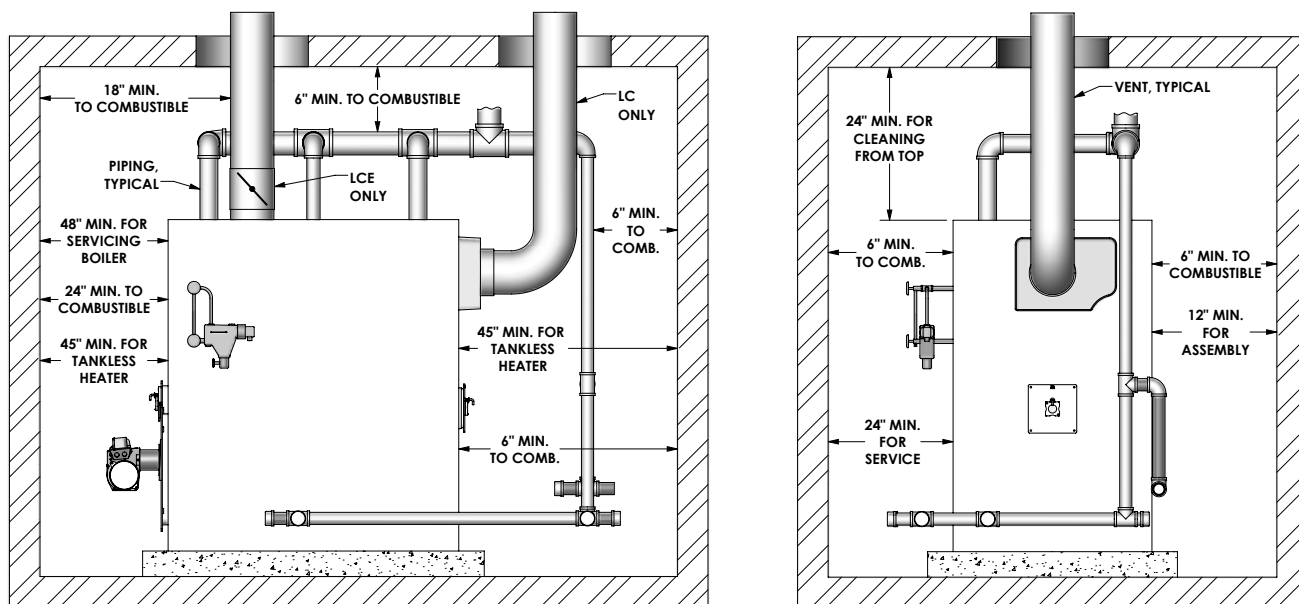 18" MIN.
TO COMBUSTIBLE
6" MIN. TO COMBUSTIBLE
LC
ONLY
PIPING,
TYPICAL
LCE
ONLY
48" MIN. FOR
SERVICING
BOILER
6" MIN.
TO
COMB.
24" MIN. TO
COMBUSTIBLE
45" MIN. FOR
TANKLESS
HEATER
45" MIN. FOR
TANKLESS
HEATER
6" MIN.
TO COMB.
VENT, TYPICAL
24" MIN. FOR
CLEANING
FROM TOP
6" MIN.
TO COMB.
6" MIN. TO
COMBUSTIBLE
12" MIN.
FOR
ASSEMBLY
24" MIN.
FOR
SERVICE